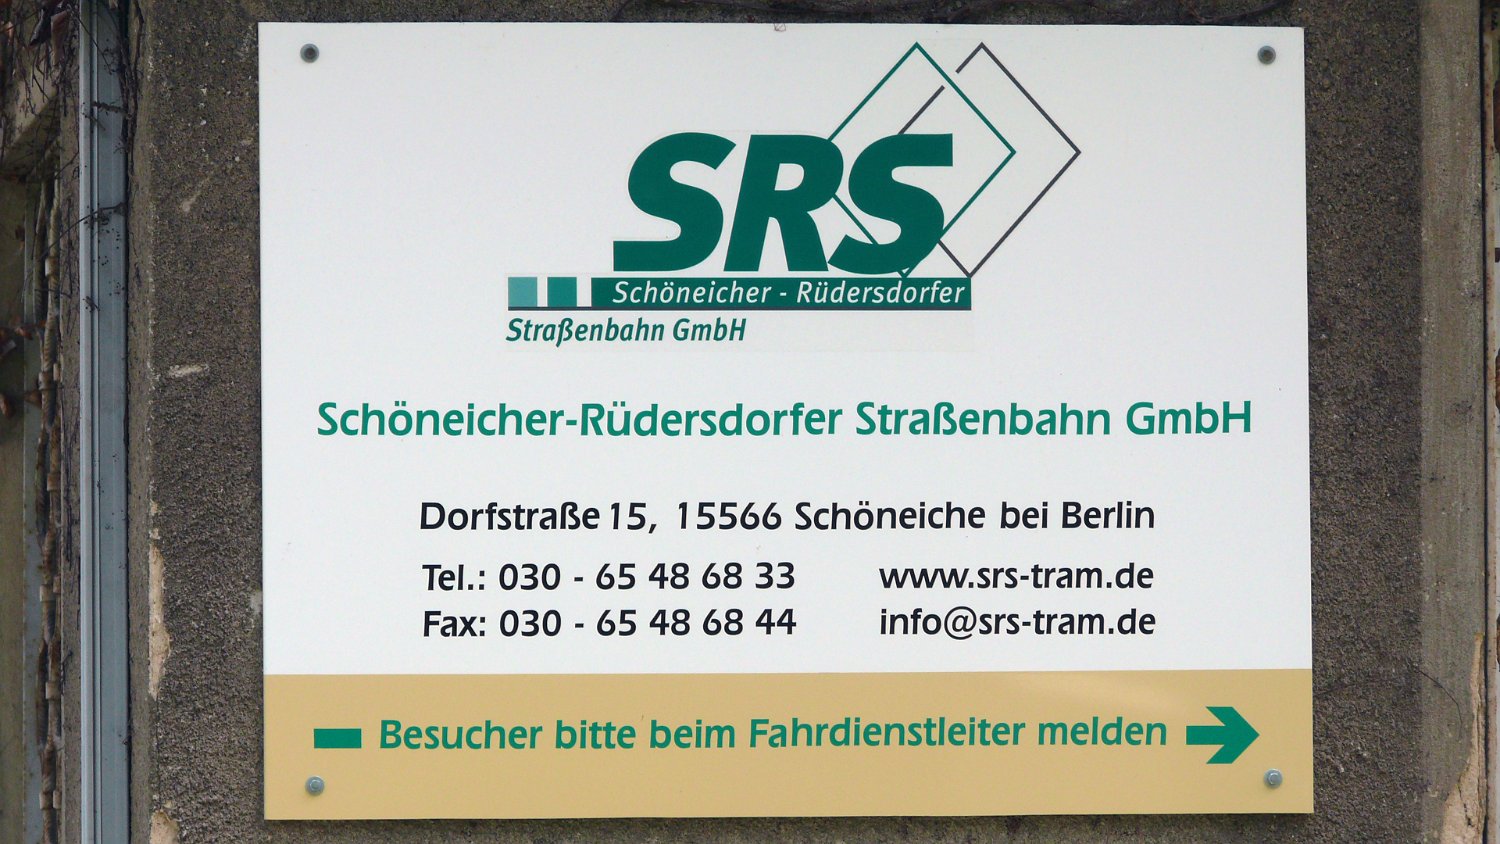 SRS
Schöneicher - Rüdersdorfer
Straßenbahn GmbH
Schöneicher-Rüdersdorfer Straßenbahn GmbH
Dorfstraße 15, 15566 Schöneiche bei Berlin
Tel.: 030 - 65 48 68 33 www.srs-tram.de
Fax: 030 - 65 48 68 44 info@srs-tram.de
Besucher bitte beim Fahrdienstleiter melden